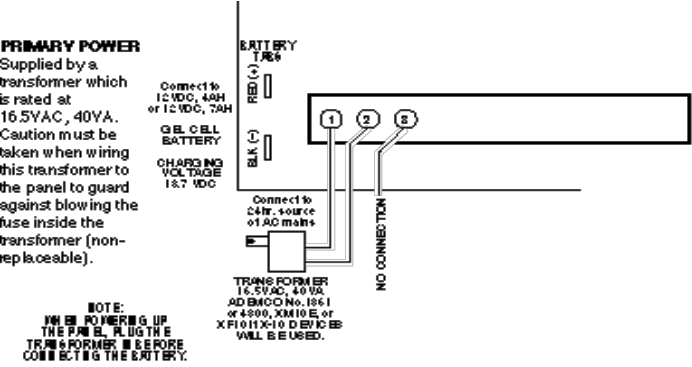 PRIMARY POWER
Supplied by a
transformer which
is rated at
16.5VAC, 40VA.
Caution must be
taken when wiring
this transformer to
the panel to guard
against blowing the
fuse inside the
transformer (non-
replaceable).
NOTE:
WHEN POWERING UP
THE PANEL, PLUG THE
TRANSFORMER IN BEFORE
CONNECTING THE BATTERY.
BATTERY
TABS
RED (+)
BLK (-)
Connect to
12VDC, 4AH
or 12VDC, 7AH
GEL CELL
BATTERY
CHARGING
VOLTAGE
13.7 VDC
1 2 3
Connect to
24hr. source
of AC mains
TRANSFORMER
16.5VAC, 40VA
ADEMCO No.1361
or 4300, XM10E, or
XF1011X-10 DEVICES
WILL BE USED.
NO CONNECTION